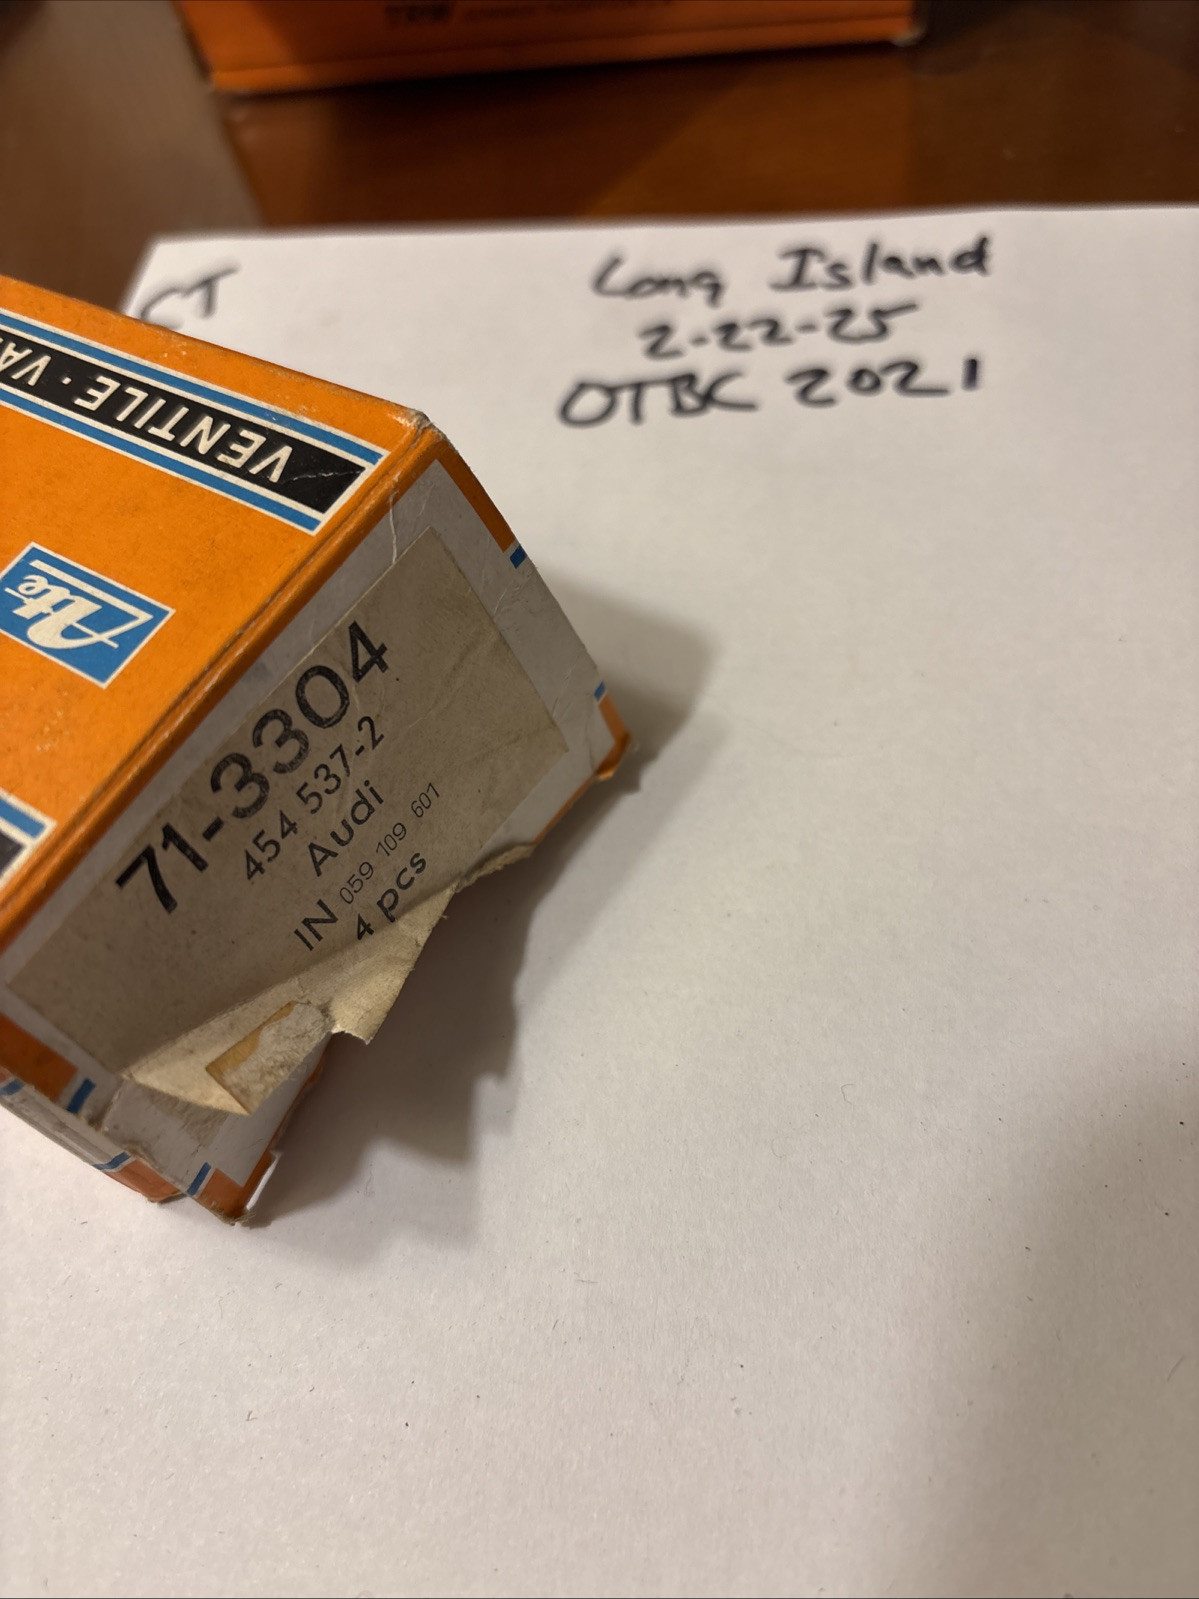 CT
Long Island
2-22-25
OTBC 2021
VENTILE · VA
Ate
71-3304
454 537-2
Audi
IN 059 109 601
4 pcs